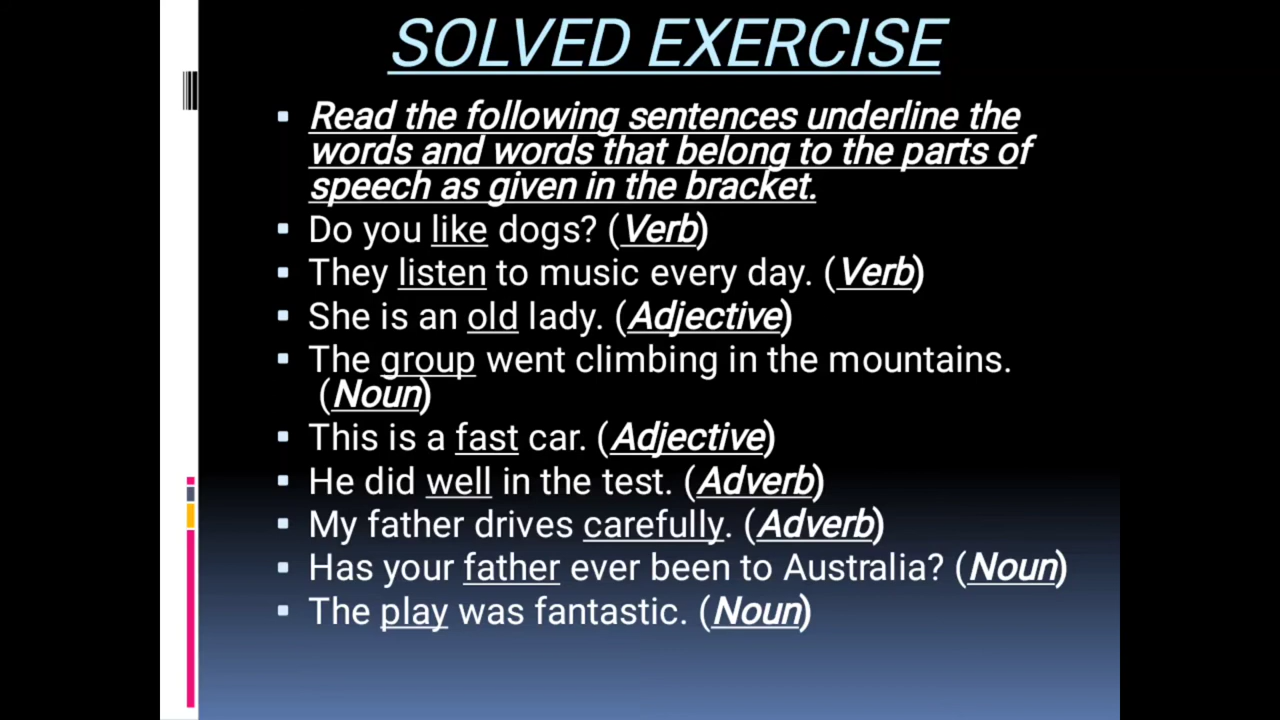 SOLVED EXERCISE
▪ Read the following sentences underline the
words and words that belong to the parts of
speech as given in the bracket.
▪ Do you like dogs? (Verb)
▪ They listen to music every day. (Verb)
▪ She is an old lady. (Adjective)
▪ The group went climbing in the mountains.
(Noun)
▪ This is a fast car. (Adjective)
▪ He did well in the test. (Adverb)
▪ My father drives carefully. (Adverb)
▪ Has your father ever been to Australia? (Noun)
▪ The play was fantastic. (Noun)